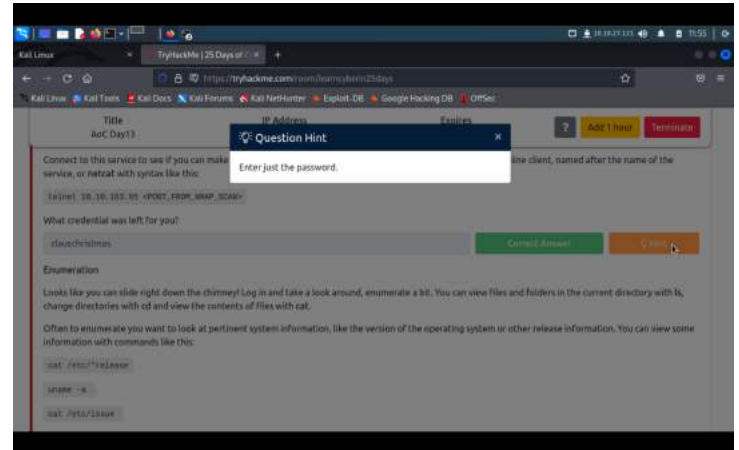 11:55
Kali Linux
TryHackMe | 25 Days of
https://tryhackme.com/room/learncyberin25days
Kali Linux Kali Tools Kali Docs Kali Forums Kali NetHunter Exploit-DB Google Hacking DB OffSec
Title IP Address Expires
AoC Day13
? Add 1 hour Terminate
Question Hint
Enter just the password.
Connect to this service to see if you can make line client, named after the name of the
service, or netcat with syntax like this:
telnet <PORT_FROM_NMAP_SCAN>
What credential was left for you?
clauschristmas Correct Answer Hint
Enumeration
Looks like you can slide right down the chimney! Log in and take a look around, enumerate a bit. You can view files and folders in the current directory with ls,
change directories with cd and view the contents of files with cat.
Often to enumerate you want to look at pertinent system information, like the version of the operating system or other release information. You can view some
information with commands like this:
cat /etc/*release
uname -a
cat /etc/issue